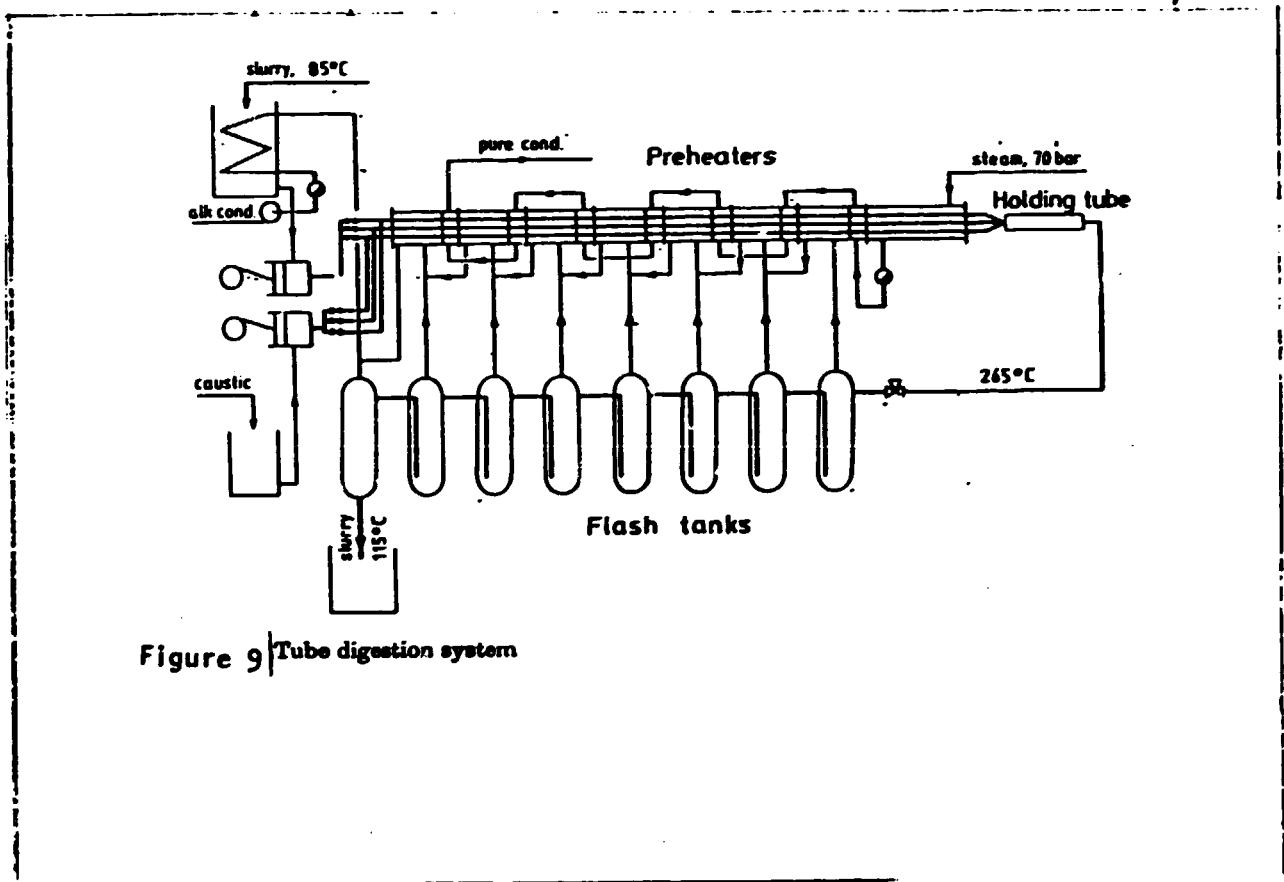 slurry, 85°C
pure cond.
Preheaters
steam, 70 bar
Holding tube
alk cond.
caustic
265°C
slurry
115°C
Flash tanks
Figure 9 Tube digestion system